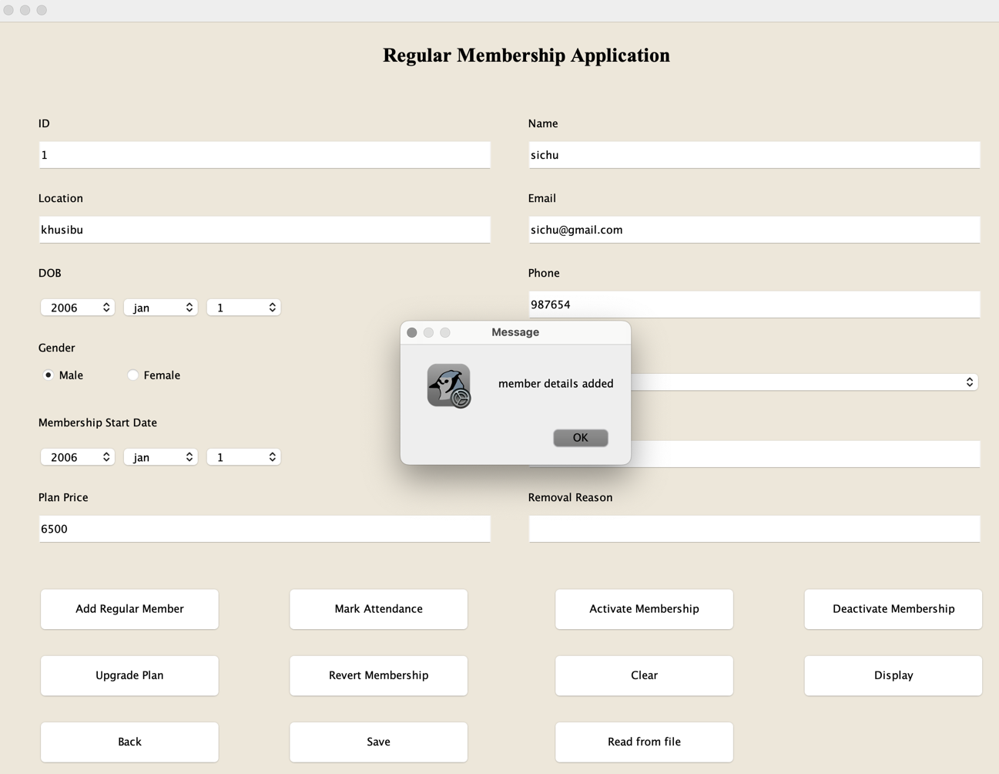 Regular Membership Application
ID
Name
1
sichu
Location
Email
khusibu
sichu@gmail.com
DOB
Phone
2006 jan 1
987654
Message
Gender
Male Female
member details added
Membership Start Date
OK
2006 jan 1
Plan Price
Removal Reason
6500
Add Regular Member
Mark Attendance
Activate Membership
Deactivate Membership
Upgrade Plan
Revert Membership
Clear
Display
Back
Save
Read from file